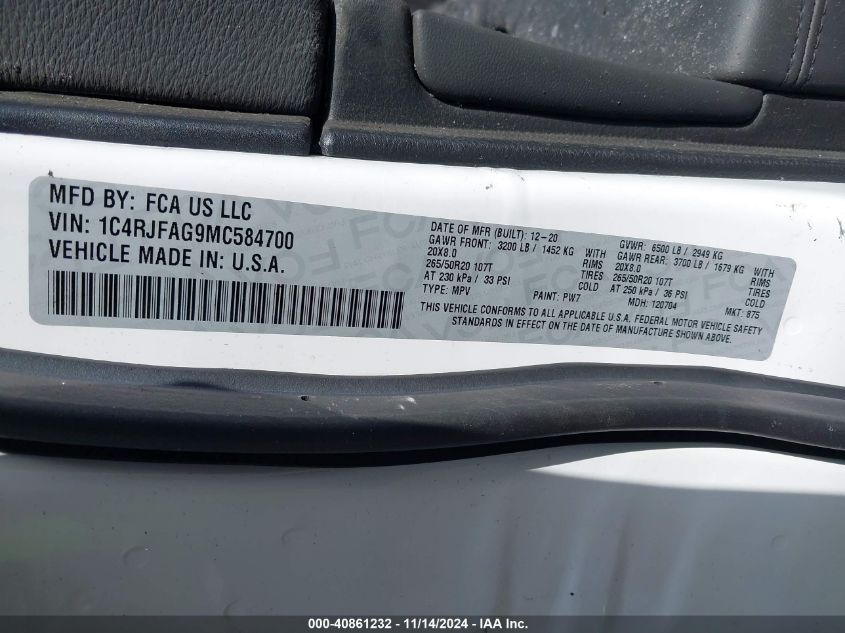 MFD BY: FCA US LLC
VIN: 1C4RJFAG9MC584700
VEHICLE MADE IN: U.S.A.
DATE OF MFR (BUILT): 12-20
GVWR: 6500 LB / 2949 KG
GAWR FRONT: 3200 LB / 1452 KG WITH
GAWR REAR: 3700 LB / 1679 KG WITH
20X8.0 RIMS
20X8.0 RIMS
265/50R20 107T TIRES
265/50R20 107T TIRES
AT 230 kPa / 33 PSI COLD
AT 250 kPa / 36 PSI COLD
TYPE: MPV PAINT: PW7 MDH: 120704 MKT: 875
THIS VEHICLE CONFORMS TO ALL APPLICABLE U.S.A. FEDERAL MOTOR VEHICLE SAFETY
STANDARDS IN EFFECT ON THE DATE OF MANUFACTURE SHOWN ABOVE.
000-40861232 - 11/14/2024 - IAA Inc.